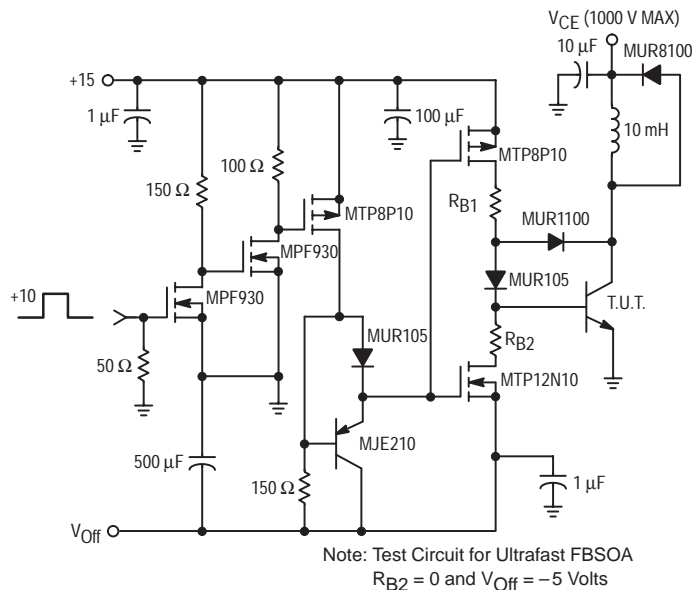 V_CE (1000 V MAX)
10 µF
MUR8100
+15
1 µF
100 µF
10 mH
MTP8P10
100 Ω
MTP8P10
150 Ω
R_B1
MUR1100
MPF930
+10
MPF930
MUR105
T.U.T.
50 Ω
MUR105
R_B2
MTP12N10
500 µF
MJE210
150 Ω
1 µF
V_Off
Note: Test Circuit for Ultrafast FBSOA
R_B2 = 0 and V_Off = –5 Volts